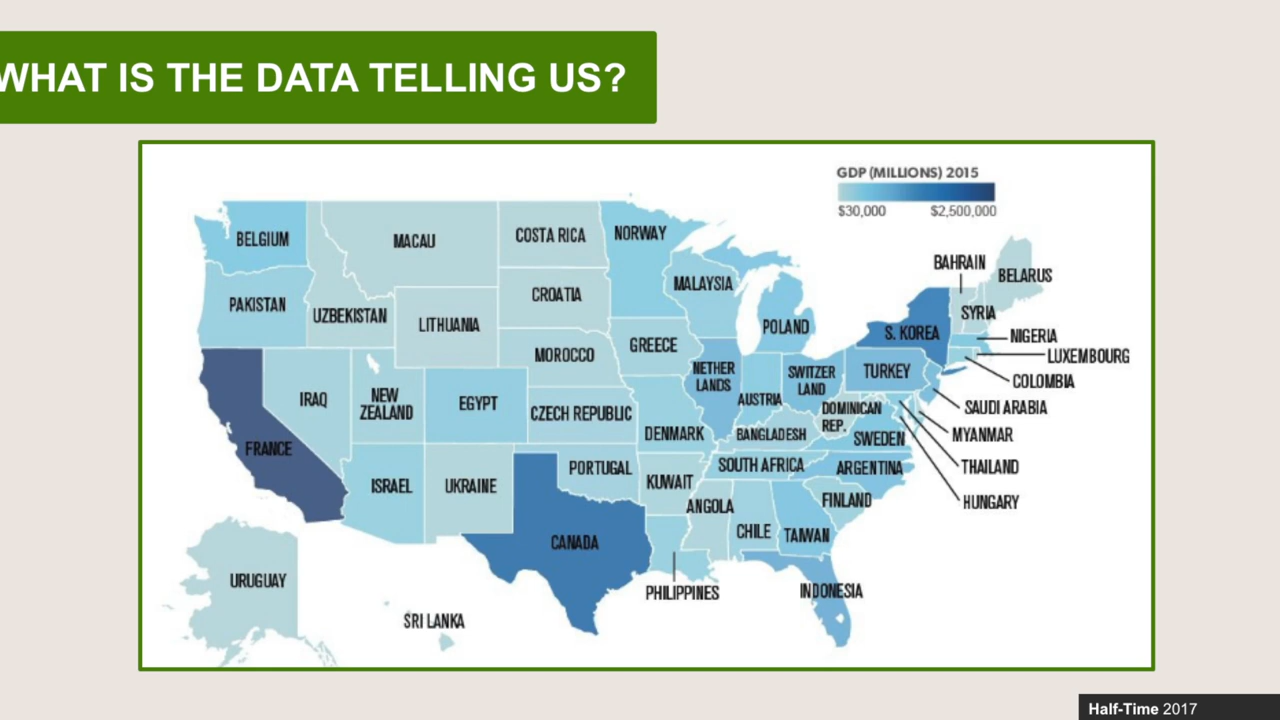 WHAT IS THE DATA TELLING US?
GDP (MILLIONS) 2015
$30,000 $2,500,000
BELGIUM
MACAU
COSTA RICA
NORWAY
BAHRAIN
BELARUS
PAKISTAN
UZBEKISTAN
LITHUANIA
CROATIA
MALAYSIA
POLAND
S. KOREA
SYRIA
NIGERIA
LUXEMBOURG
COLOMBIA
MOROCCO
GREECE
NETHER
LANDS
SWITZER
LAND
TURKEY
IRAQ
NEW
ZEALAND
EGYPT
CZECH REPUBLIC
AUSTRIA
DOMINICAN
REP.
SAUDI ARABIA
FRANCE
DENMARK
BANGLADESH
SWEDEN
MYANMAR
ISRAEL
UKRAINE
PORTUGAL
KUWAIT
SOUTH AFRICA
ARGENTINA
THAILAND
HUNGARY
ANGOLA
FINLAND
CANADA
CHILE
TAIWAN
URUGUAY
SRI LANKA
PHILIPPINES
INDONESIA
Half-Time 2017